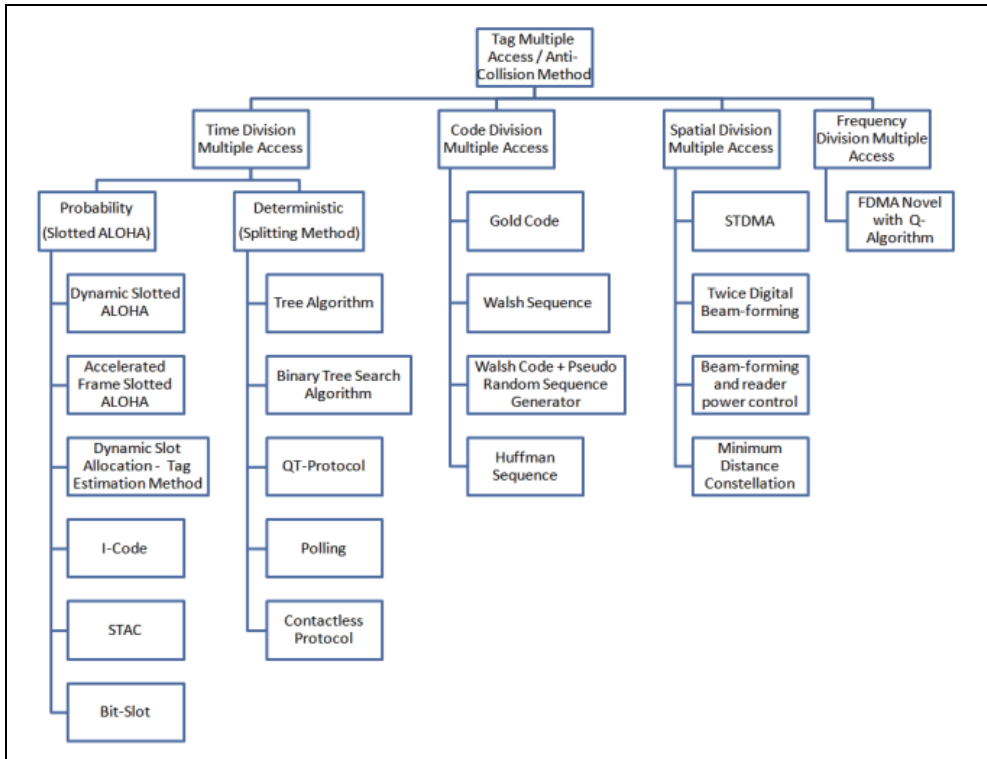 Tag Multiple
Access / Anti-
Collision Method
Time Division
Multiple Access
Code Division
Multiple Access
Spatial Division
Multiple Access
Frequency
Division Multiple
Access
Probability
(Slotted ALOHA)
Deterministic
(Splitting Method)
Gold Code
STDMA
FDMA Novel
with Q-
Algorithm
Dynamic Slotted
ALOHA
Tree Algorithm
Walsh Sequence
Twice Digital
Beam-forming
Accelerated
Frame Slotted
ALOHA
Binary Tree Search
Algorithm
Walsh Code + Pseudo
Random Sequence
Generator
Beam-forming
and reader
power control
Dynamic Slot
Allocation - Tag
Estimation Method
QT-Protocol
Huffman
Sequence
Minimum
Distance
Constellation
I-Code
Polling
STAC
Contactless
Protocol
Bit-Slot